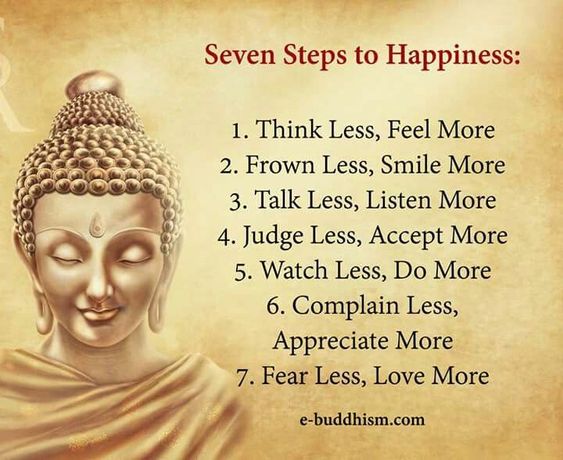 Seven Steps to Happiness:
1. Think Less, Feel More
2. Frown Less, Smile More
3. Talk Less, Listen More
4. Judge Less, Accept More
5. Watch Less, Do More
6. Complain Less,
Appreciate More
7. Fear Less, Love More
e-buddhism.com